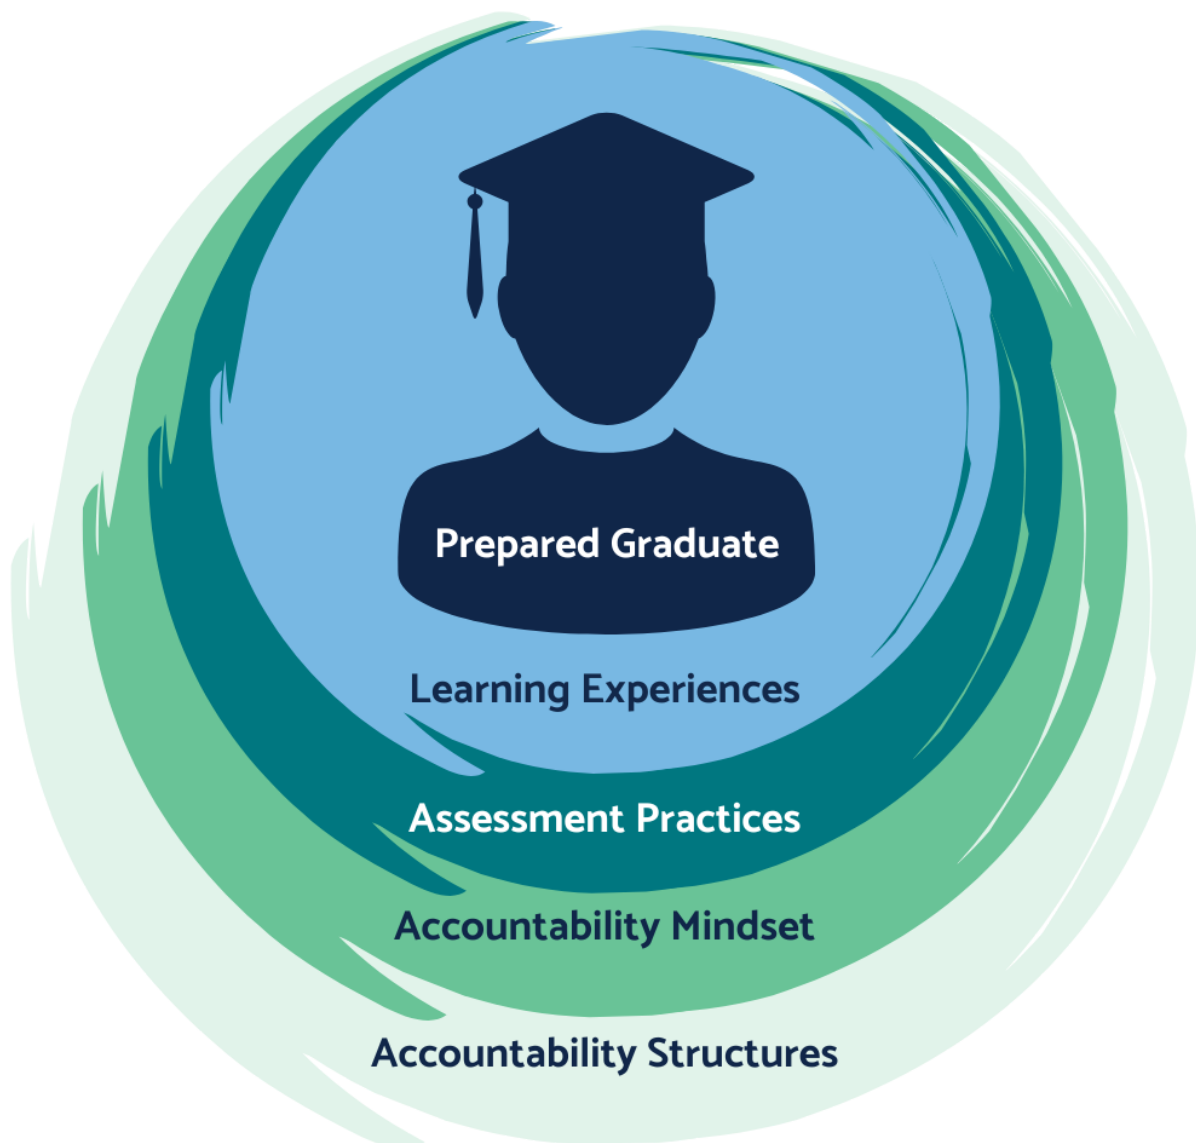 Prepared Graduate
Learning Experiences
Assessment Practices
Accountability Mindset
Accountability Structures